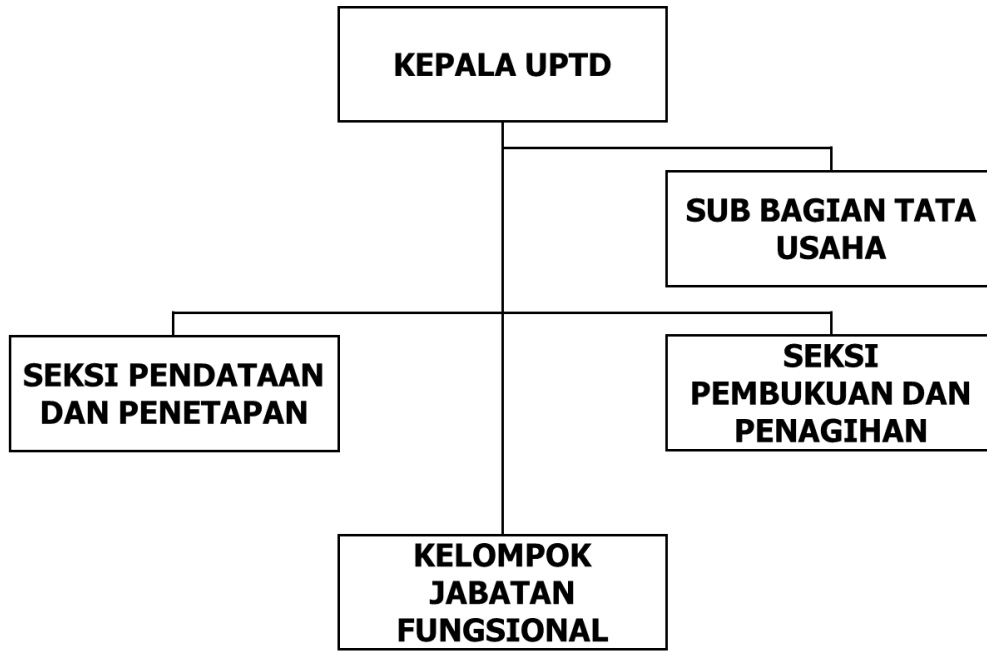 KEPALA UPTD
SUB BAGIAN TATA
USAHA
SEKSI PENDATAAN
DAN PENETAPAN
SEKSI
PEMBUKUAN DAN
PENAGIHAN
KELOMPOK
JABATAN
FUNGSIONAL